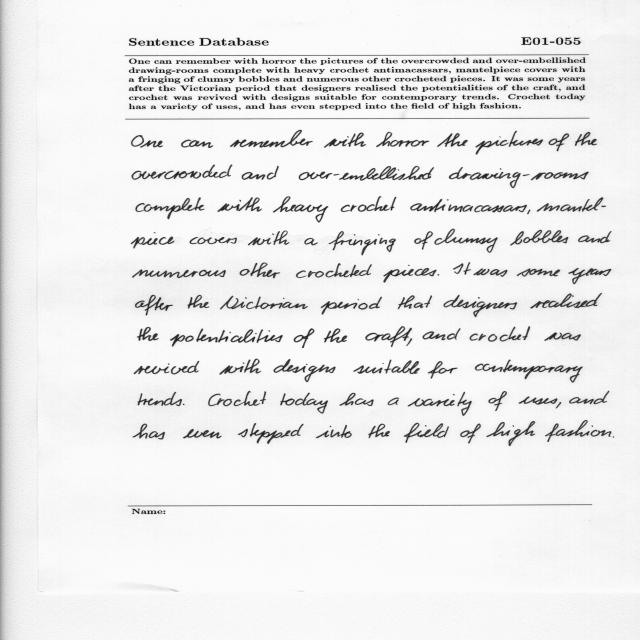 Sentence Database E01-055
One can remember with horror the pictures of the overcrowded and over-embellished
drawing-rooms complete with heavy crochet antimacassars, mantelpiece covers with
a fringing of clumsy bobbles and numerous other crocheted pieces. It was some years
after the Victorian period that designers realised the potentialities of the craft, and
crochet was revived with designs suitable for contemporary trends. Crochet today
has a variety of uses, and has even stepped into the field of high fashion.
One can remember with horror the pictures of the
overcrowded and over-embellished drawing-rooms
complete with heavy crochet antimacassars, mantel-
piece covers with a fringing of clumsy bobbles and
numerous other crocheted pieces. It was some years
after the Victorian period that designers realised
the potentialities of the craft, and crochet was
revived with designs suitable for contemporary
trends. Crochet today has a variety of uses, and
has even stepped into the field of high fashion.
Name: